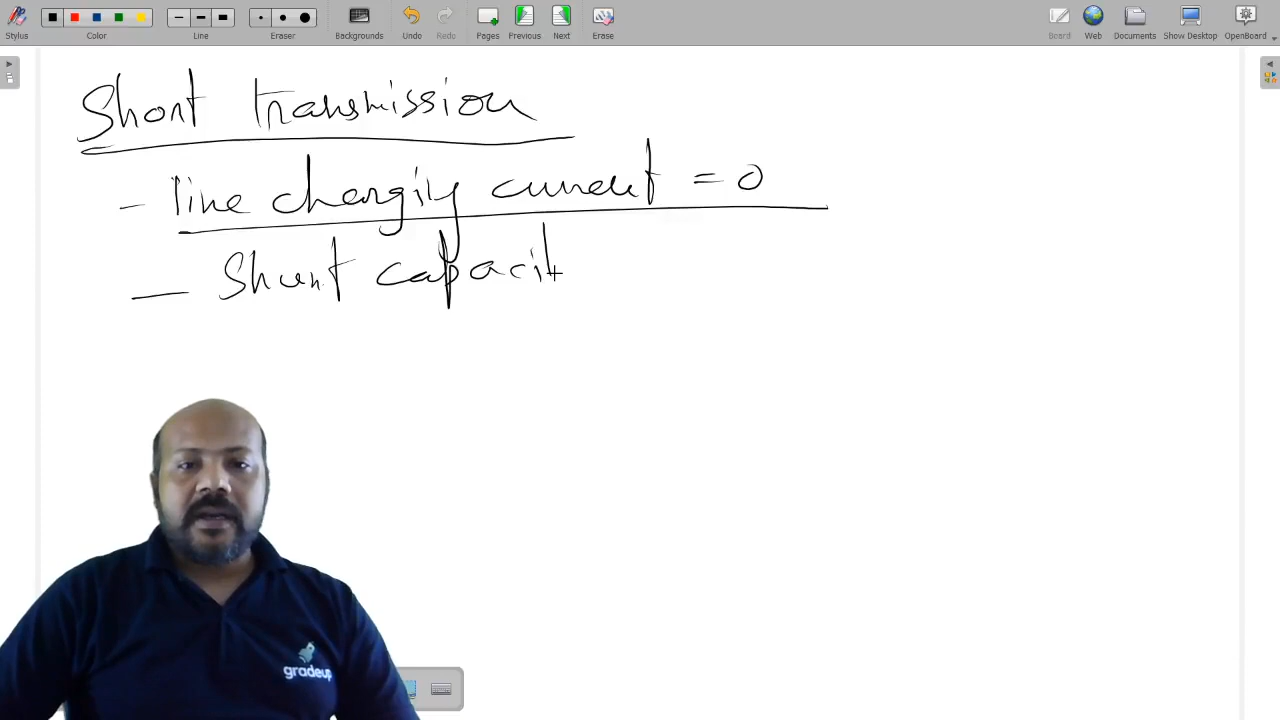 Stylus Color Line Eraser Backgrounds Undo Redo Pages Previous Next Erase Board Web Documents Show Desktop OpenBoard
Short transmission
- line charging current = 0
— Shunt capacit
gradeup